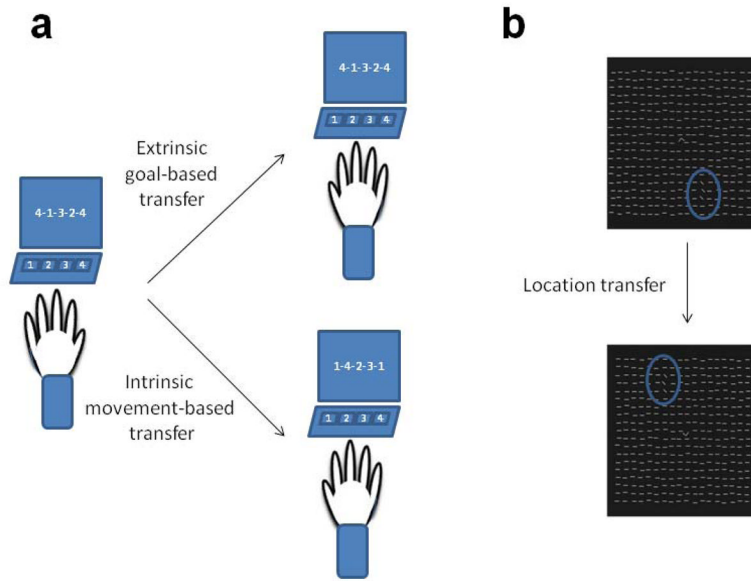 a
b
4-1-3-2-4
1 2 3 4
Extrinsic
goal-based
transfer
4-1-3-2-4
1 2 3 4
Intrinsic
movement-based
transfer
1-4-2-3-1
1 2 3 4
Location transfer